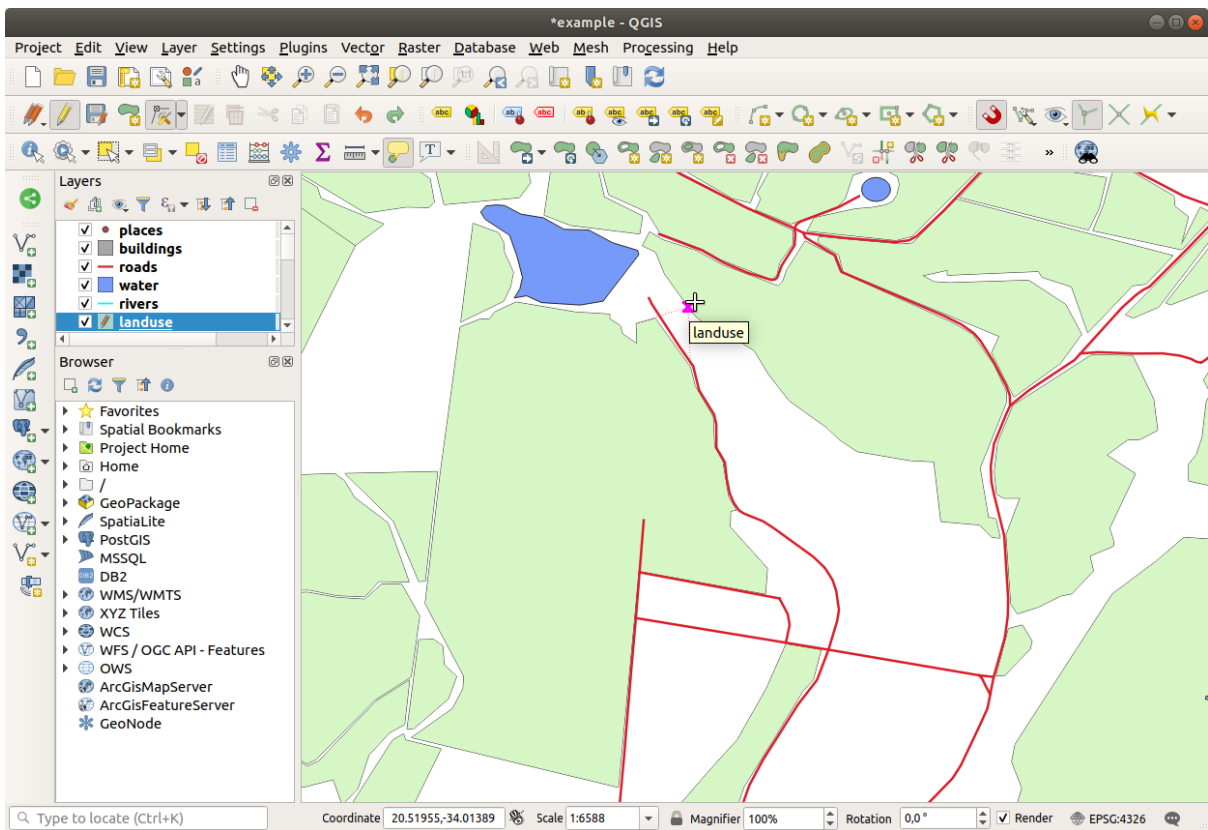 *example - QGIS
Project Edit View Layer Settings Plugins Vector Raster Database Web Mesh Processing Help
Layers
places
buildings
roads
water
rivers
landuse
Browser
Favorites
Spatial Bookmarks
Project Home
Home
/
GeoPackage
SpatiaLite
PostGIS
MSSQL
DB2
WMS/WMTS
XYZ Tiles
WCS
WFS / OGC API - Features
OWS
ArcGisMapServer
ArcGisFeatureServer
GeoNode
landuse
Type to locate (Ctrl+K) Coordinate 20.51955,-34.01389 Scale 1:6588 Magnifier 100% Rotation 0,0 ° Render EPSG:4326